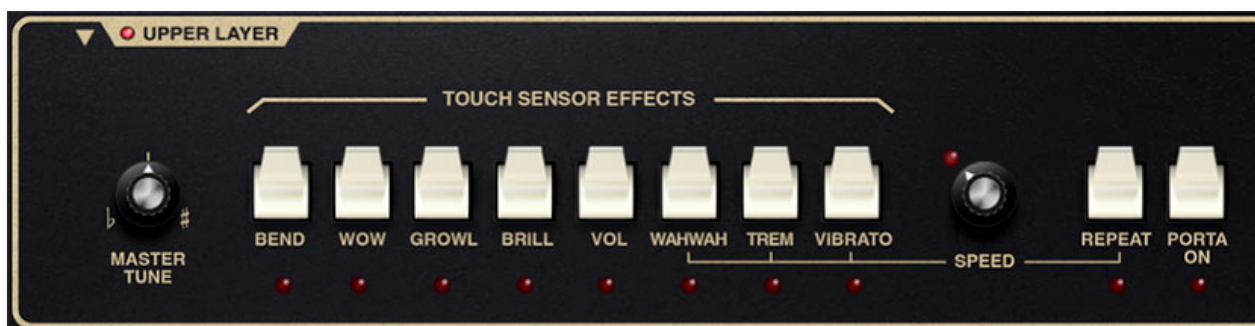 UPPER LAYER
TOUCH SENSOR EFFECTS
♭ ♯
MASTER
TUNE
BEND WOW GROWL BRILL VOL WAHWAH TREM VIBRATO REPEAT PORTA
ON
SPEED